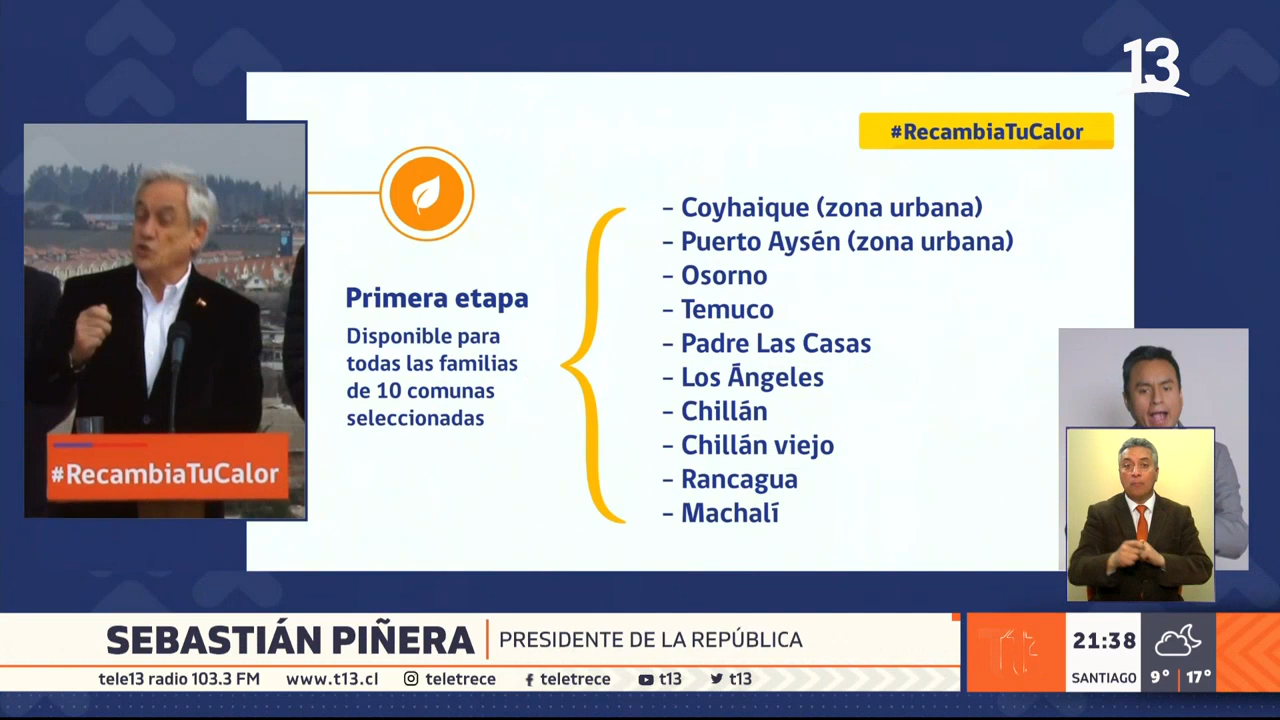 13
#RecambiaTuCalor
Primera etapa
Disponible para
todas las familias
de 10 comunas
seleccionadas
– Coyhaique (zona urbana)
– Puerto Aysén (zona urbana)
– Osorno
– Temuco
– Padre Las Casas
– Los Ángeles
– Chillán
– Chillán viejo
– Rancagua
– Machalí
#RecambiaTuCalor
SEBASTIÁN PIÑERA
PRESIDENTE DE LA REPÚBLICA
tele13 radio 103.3 FM www.t13.cl teletrece teletrece t13 t13
21:38
SANTIAGO 9° 17°